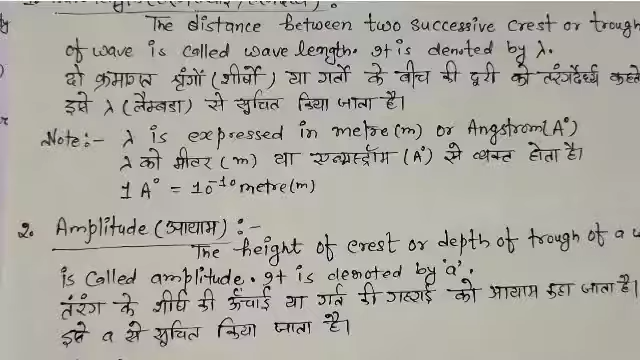 The distance between two successive crest or trough
of wave is called wave length. It is denoted by λ.
दो क्रमागत शृंगों (शीर्षों) या गर्तों के बीच की दूरी को तरंगदैर्ध्य कहते
इसे λ (लैम्बडा) से सूचित किया जाता है।
Note:- λ is expressed in metre(m) or Angstrom(A°)
λ को मीटर (m) या एंग्स्ट्रॉम (A°) से व्यक्त होता है।
1 A° = 10⁻¹⁰ metre(m)
2. Amplitude (आयाम) :-
The height of crest or depth of trough of a
is called amplitude. It is denoted by 'a'.
तंरग के शीर्ष की ऊँचाई या गर्त की गहराई को आयाम कहा जाता है।
इसे a से सूचित किया जाता है।